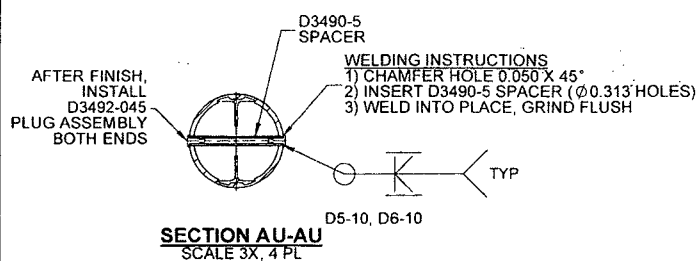 D3490-5
SPACER
WELDING INSTRUCTIONS
1) CHAMFER HOLE 0.050 X 45°
2) INSERT D3490-5 SPACER (Ø0.313 HOLES)
3) WELD INTO PLACE, GRIND FLUSH
AFTER FINISH,
INSTALL
D3492-045
PLUG ASSEMBLY
BOTH ENDS
TYP
D5-10, D6-10
SECTION AU-AU
SCALE 3X, 4 PL